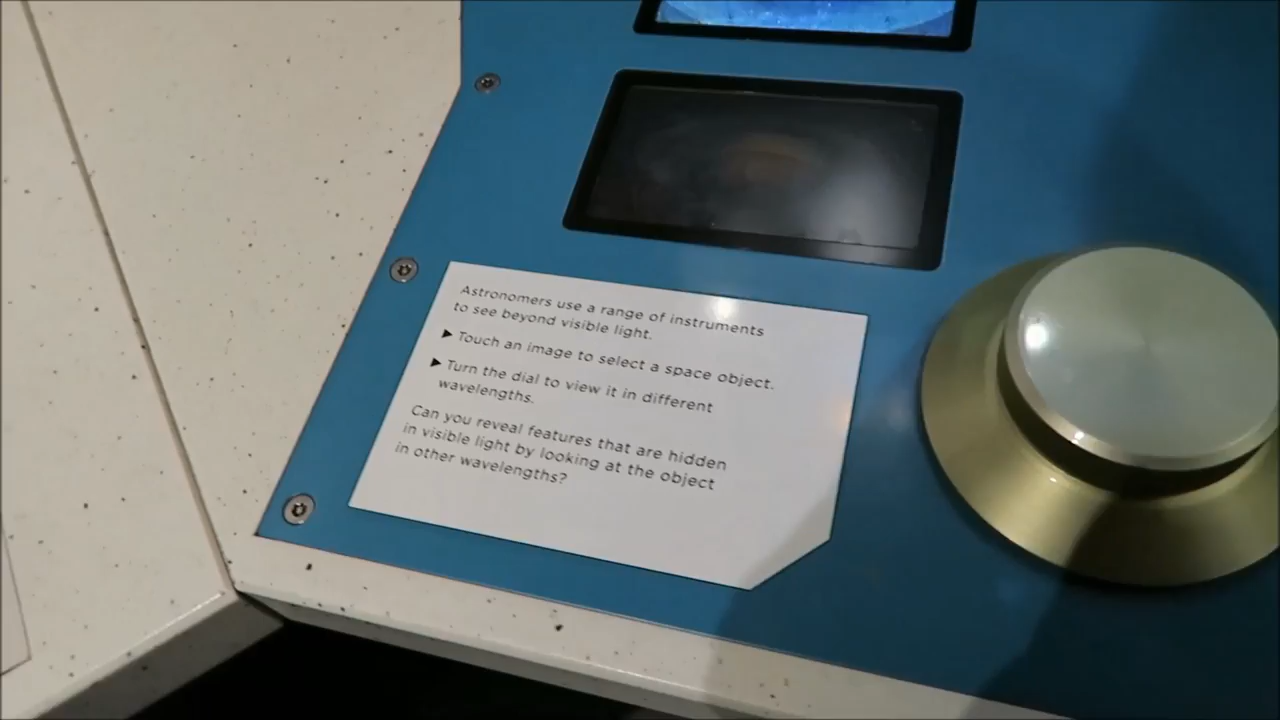 Astronomers use a range of instruments
to see beyond visible light.
▶ Touch an image to select a space object.
▶ Turn the dial to view it in different
wavelengths.
Can you reveal features that are hidden
in visible light by looking at the object
in other wavelengths?